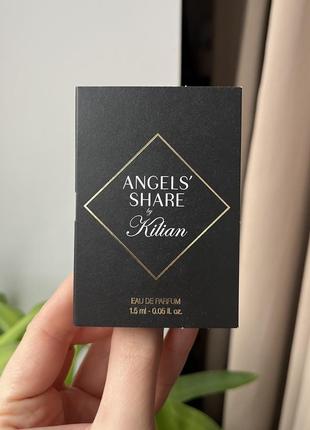 ANGELS'
SHARE
by
Kilian
EAU DE PARFUM
1.5 ml - 0.05 fl. oz.